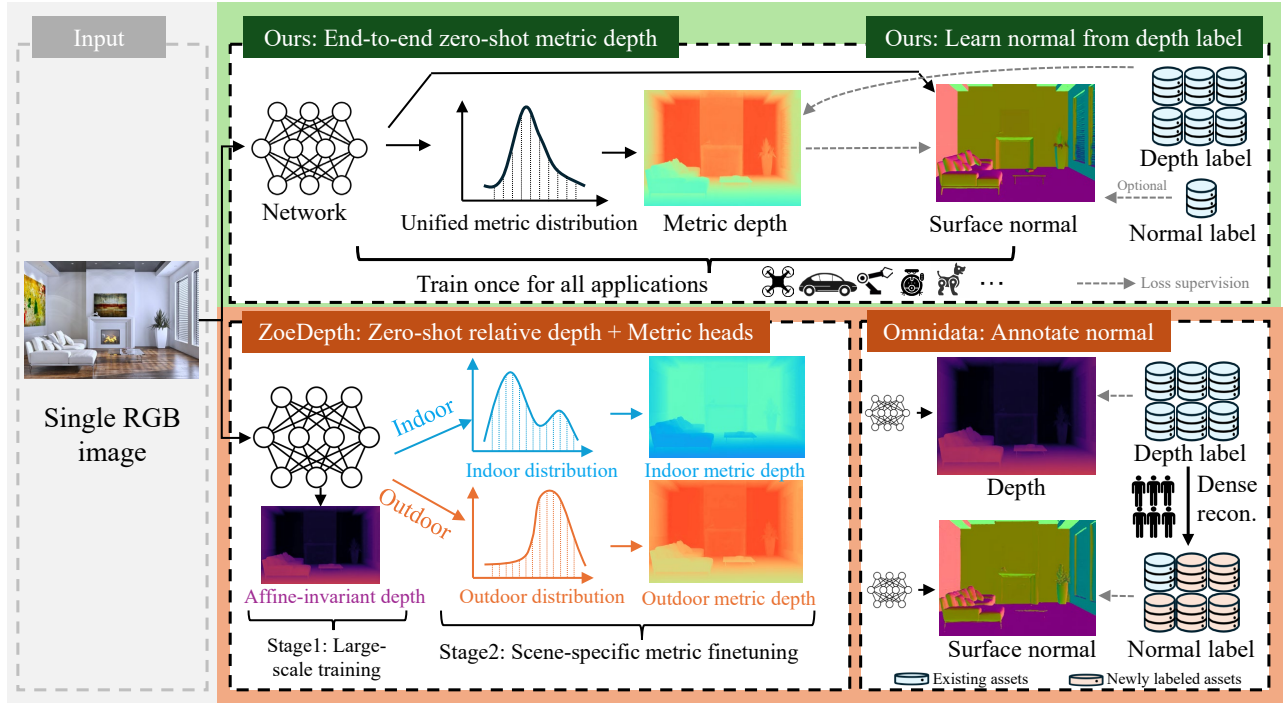 Input
Single RGB
image
Ours: End-to-end zero-shot metric depth
Ours: Learn normal from depth label
Network
Unified metric distribution
Metric depth
Surface normal
Depth label
Optional
Normal label
Train once for all applications
...
Loss supervision
ZoeDepth: Zero-shot relative depth + Metric heads
Indoor
Outdoor
Indoor distribution
Indoor metric depth
Outdoor distribution
Outdoor metric depth
Affine-invariant depth
Stage1: Large-
scale training
Stage2: Scene-specific metric finetuning
Omnidata: Annotate normal
Depth
Depth label
Dense
recon.
Surface normal
Normal label
Existing assets
Newly labeled assets